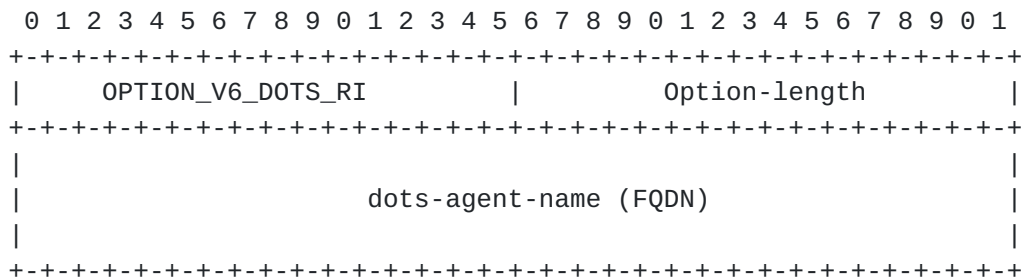 0 1 2 3 4 5 6 7 8 9 0 1 2 3 4 5 6 7 8 9 0 1 2 3 4 5 6 7 8 9 0 1
+-+-+-+-+-+-+-+-+-+-+-+-+-+-+-+-+-+-+-+-+-+-+-+-+-+-+-+-+-+-+-+-+
|     OPTION_V6_DOTS_RI         |         Option-length         |
+-+-+-+-+-+-+-+-+-+-+-+-+-+-+-+-+-+-+-+-+-+-+-+-+-+-+-+-+-+-+-+-+
|                                                               |
|                      dots-agent-name (FQDN)                   |
|                                                               |
+-+-+-+-+-+-+-+-+-+-+-+-+-+-+-+-+-+-+-+-+-+-+-+-+-+-+-+-+-+-+-+-+